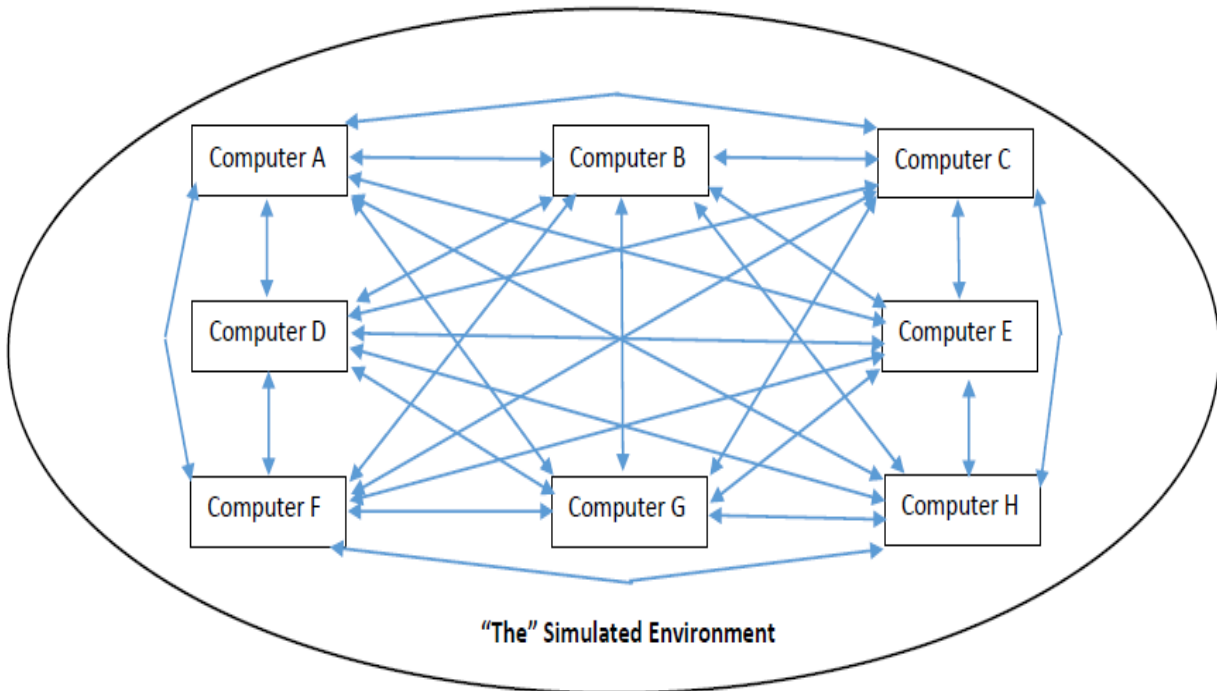 Computer A
Computer B
Computer C
Computer D
Computer E
Computer F
Computer G
Computer H
“The” Simulated Environment